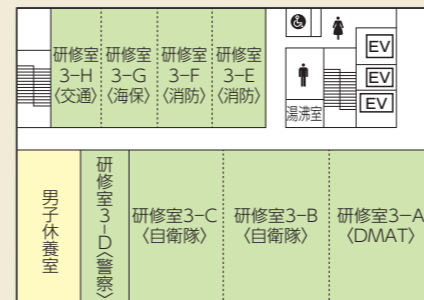 研修室
3-H
〈交通〉
研修室
3-G
〈海保〉
研修室
3-F
〈消防〉
研修室
3-E
〈消防〉
湯沸室
EV
EV
EV
男子休養室
研修室3-D〈警察〉
研修室3-C
〈自衛隊〉
研修室3-B
〈自衛隊〉
研修室3-A
〈DMAT〉